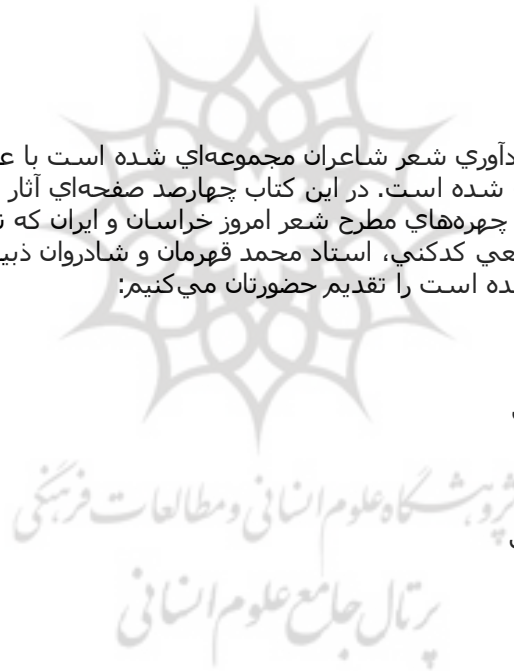 دآوري شعر شاعران مجموعه‌اي شده است با ع
شده است. در اين كتاب چهارصد صفحه‌اي آثار
چهره‌هاي مطرح شعر امروز خراسان و ايران كه ن
عي كدكني، استاد محمد قهرمان و شادروان ذبي
ده است را تقديم حضورتان مي‌كنيم:
پژوهشگاه علوم انسانی و مطالعات فرهنگی
پرتال جامع علوم انسانی